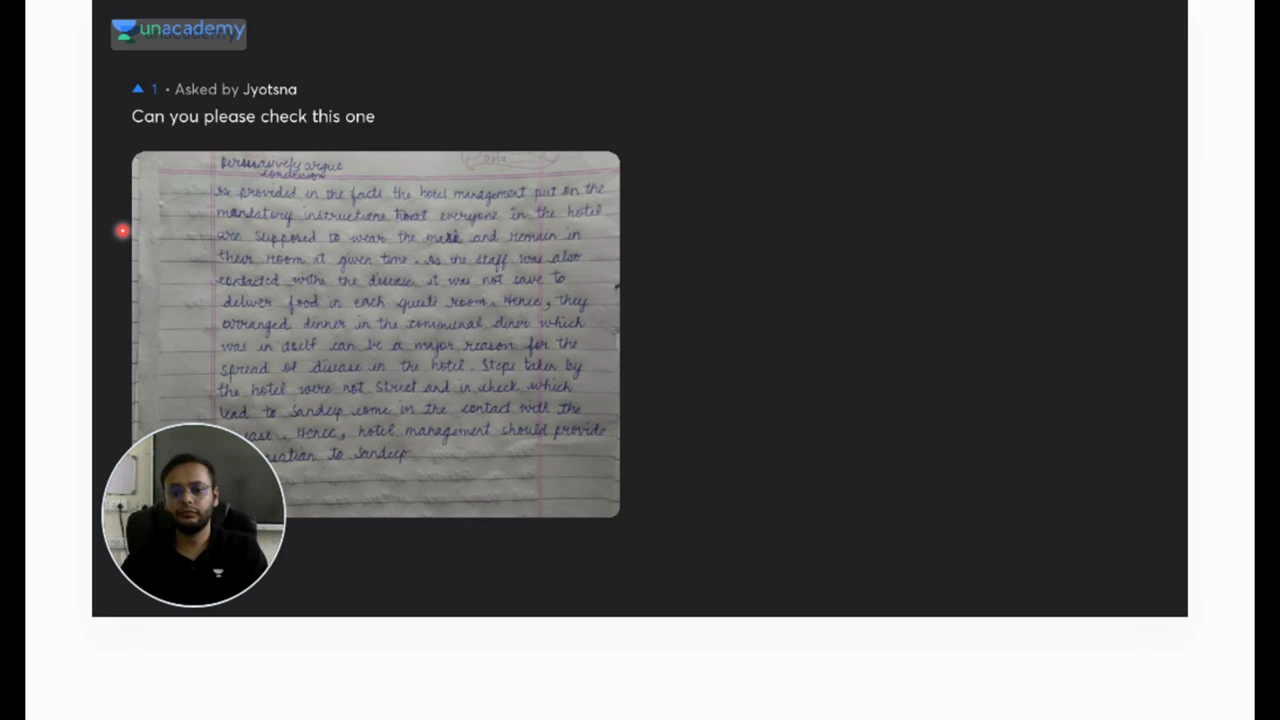 unacademy
1 • Asked by Jyotsna
Can you please check this one
Persuasively argue
conclusion
Date
As provided in the facts the hotel management put on the
mandatory instructions that everyone in the hotel
are supposed to wear the mask and remain in
their room at given time. As the staff was also
contacted withe the disease it was not save to
deliver food in each guest room. Hence, they
arranged dinner in the communal diner which
was in itself can be a major reason for the
spread of disease in the hotel. Steps taken by
the hotel were not street and in check which
lead to Sandeep come in the contact with the
ease. Hence, hotel management should provide
sation to Sandeep